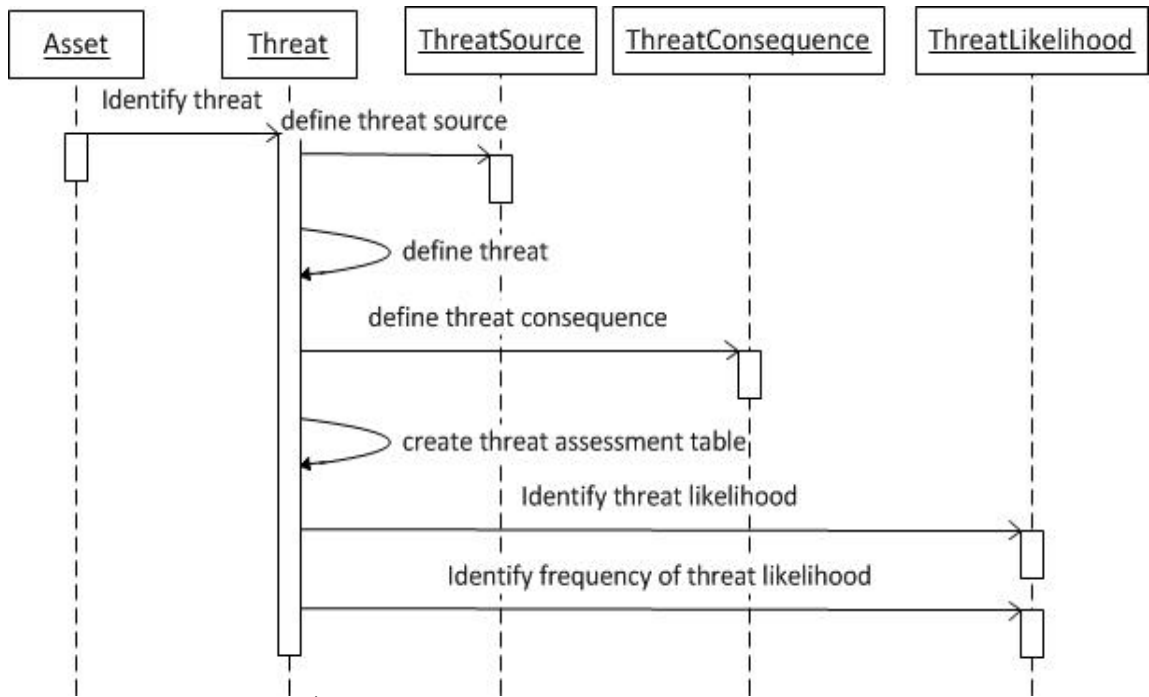 Asset
Threat
ThreatSource
ThreatConsequence
ThreatLikelihood
Identify threat
define threat source
define threat
define threat consequence
create threat assessment table
Identify threat likelihood
Identify frequency of threat likelihood